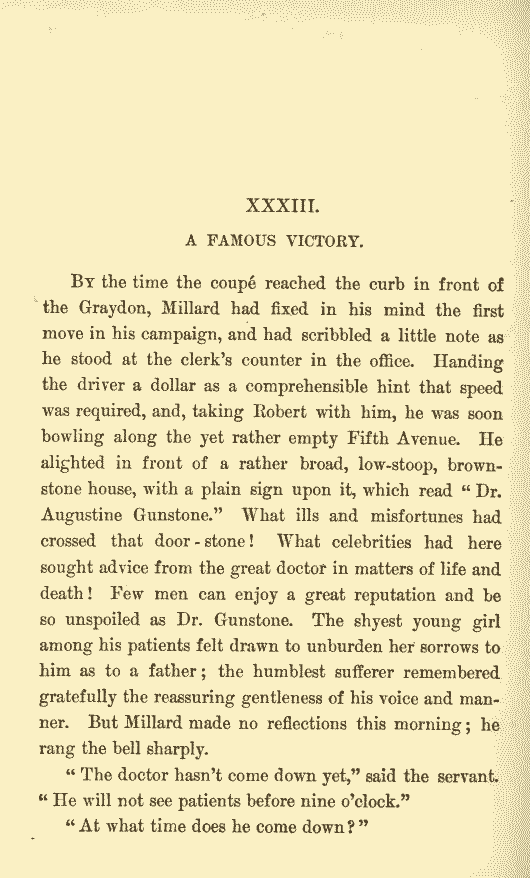 XXXIII.
A FAMOUS VICTORY.
By the time the coupé reached the curb in front of
the Graydon, Millard had fixed in his mind the first
move in his campaign, and had scribbled a little note as
he stood at the clerk's counter in the office. Handing
the driver a dollar as a comprehensible hint that speed
was required, and, taking Robert with him, he was soon
bowling along the yet rather empty Fifth Avenue. He
alighted in front of a rather broad, low-stoop, brown-
stone house, with a plain sign upon it, which read "Dr.
Augustine Gunstone." What ills and misfortunes had
crossed that door-stone! What celebrities had here
sought advice from the great doctor in matters of life and
death! Few men can enjoy a great reputation and be
so unspoiled as Dr. Gunstone. The shyest young girl
among his patients felt drawn to unburden her sorrows to
him as to a father; the humblest sufferer remembered
gratefully the reassuring gentleness of his voice and man-
ner. But Millard made no reflections this morning; he
rang the bell sharply.
"The doctor hasn't come down yet," said the servant.
"He will not see patients before nine o'clock."
"At what time does he come down?"